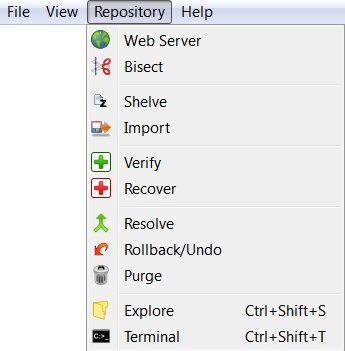 File View Repository Help
Web Server
Bisect
Shelve
Import
Verify
Recover
Resolve
Rollback/Undo
Purge
Explore Ctrl+Shift+S
Terminal Ctrl+Shift+T